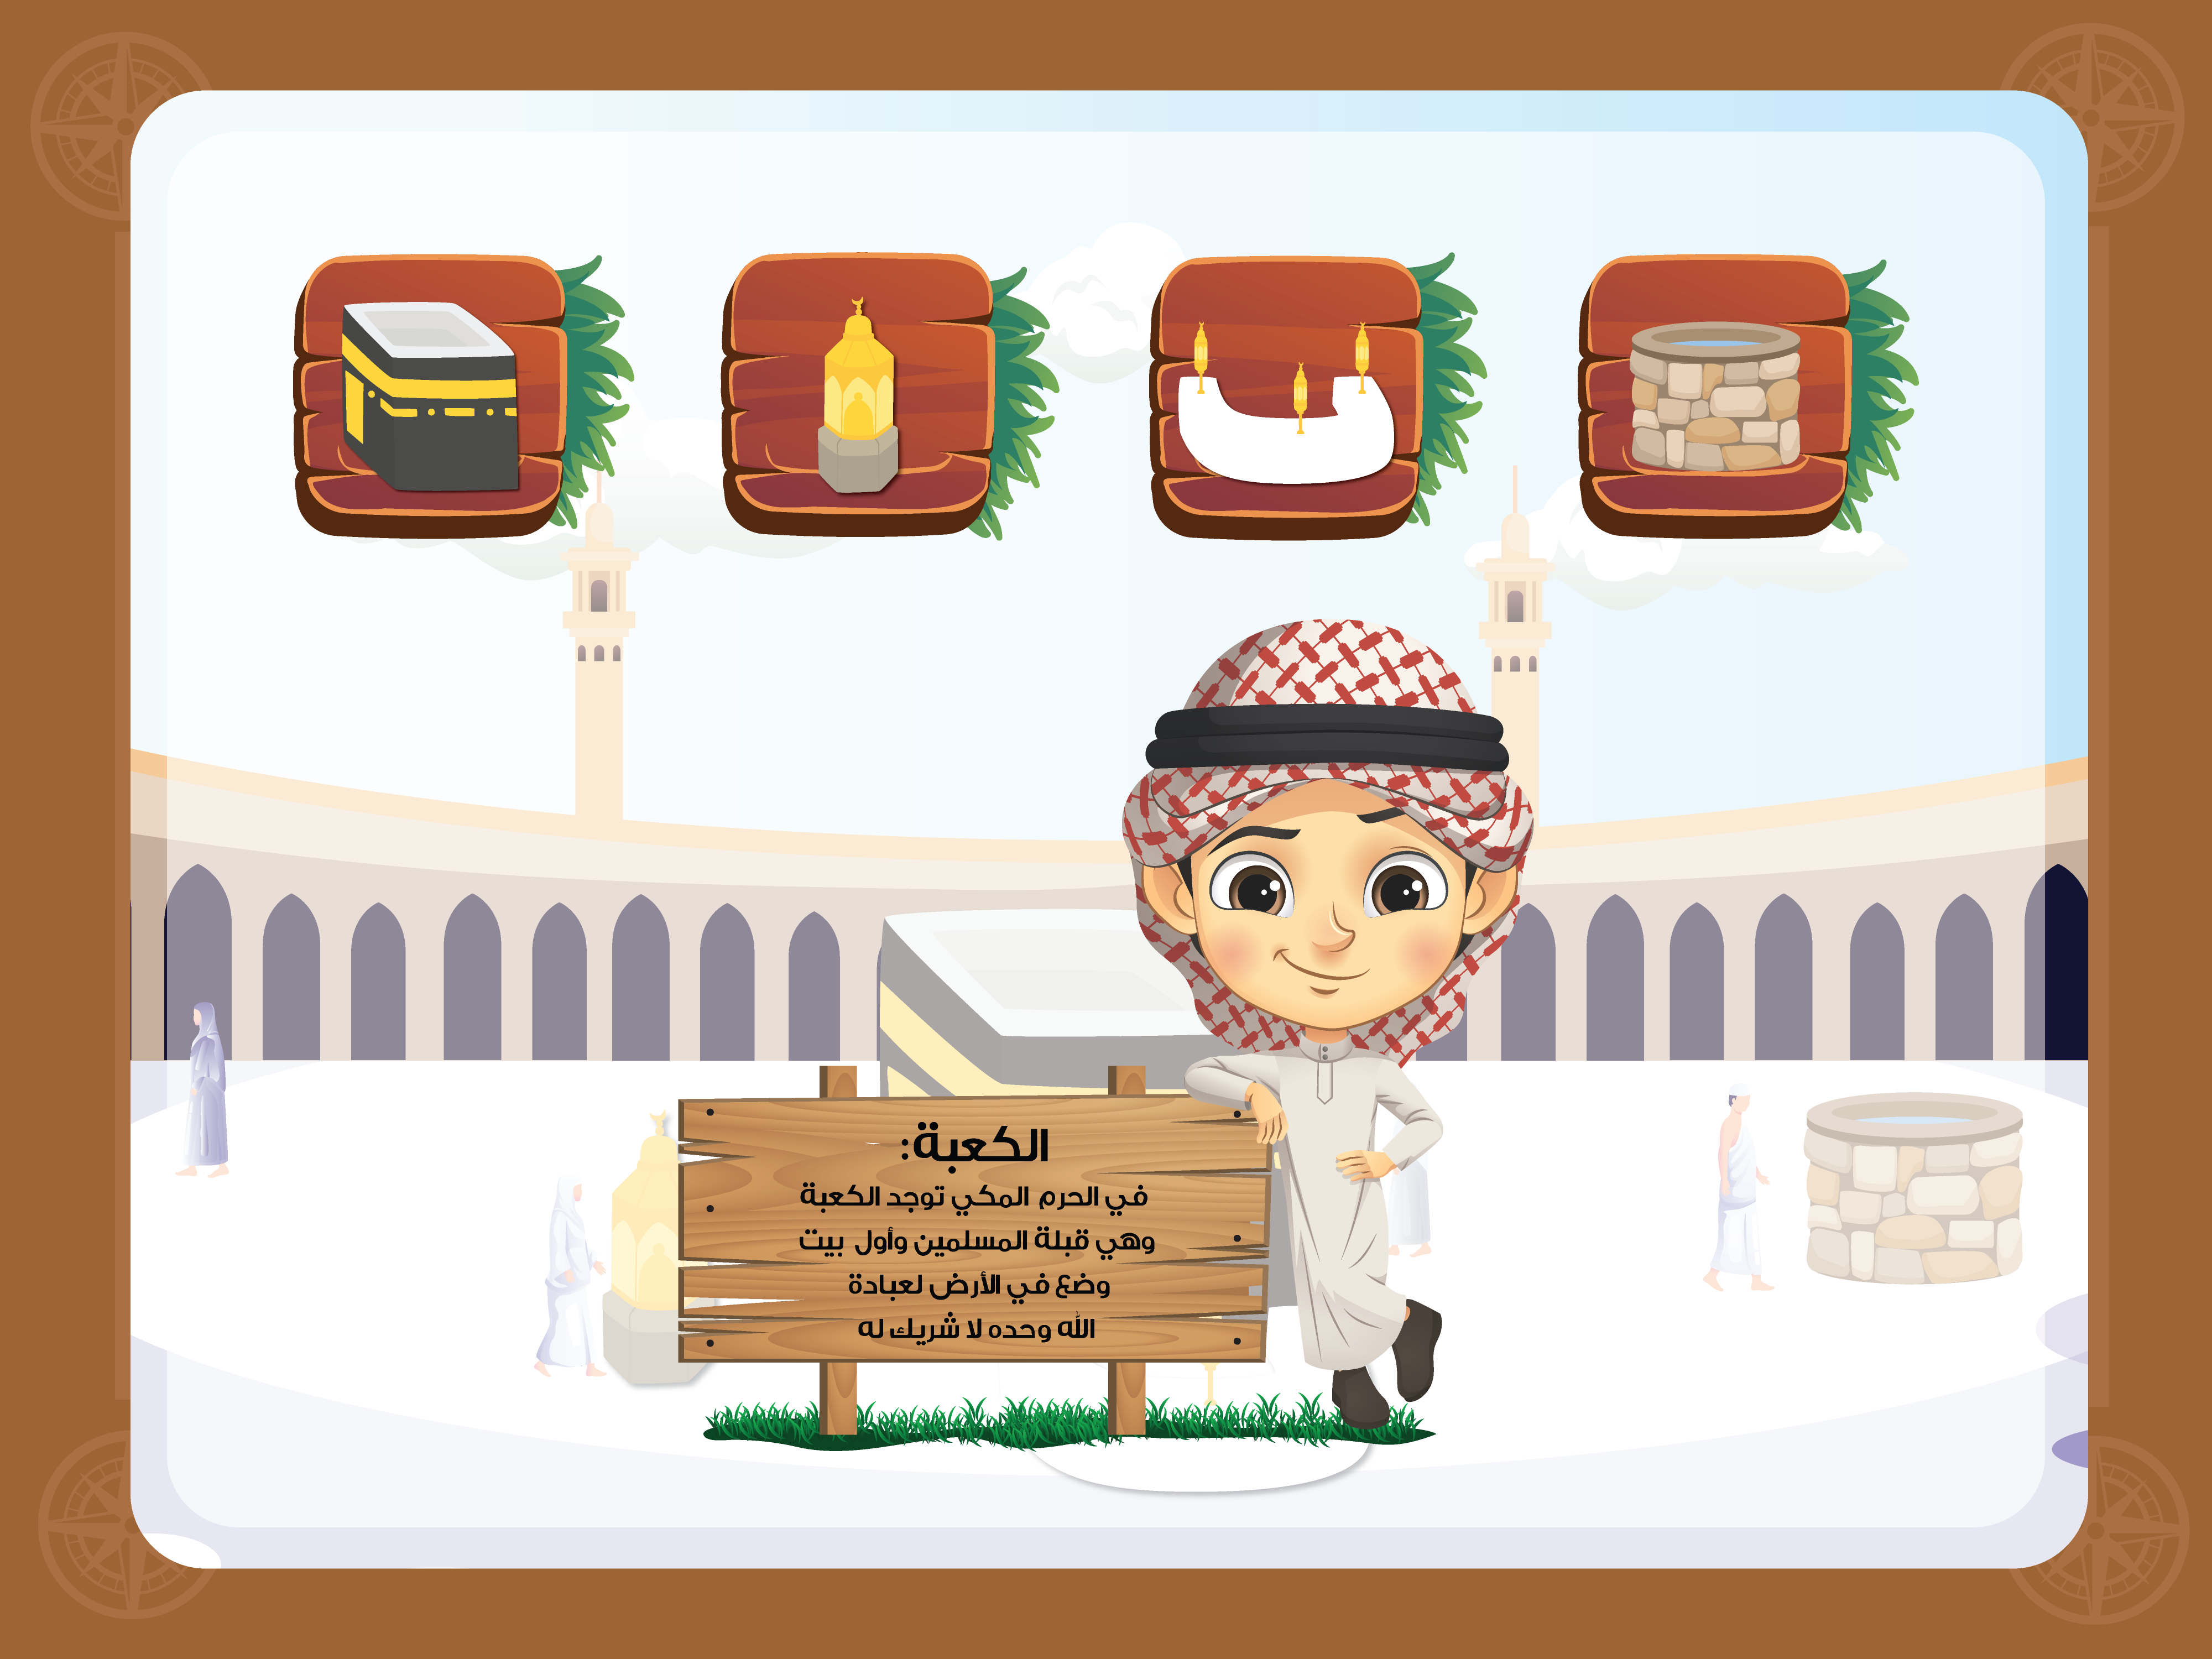 الكعبة:
في الحرم المكي توجد الكعبة
وهي قبلة المسلمين وأول بيت
وضع في الأرض لعبادة
الله وحده لا شريك له